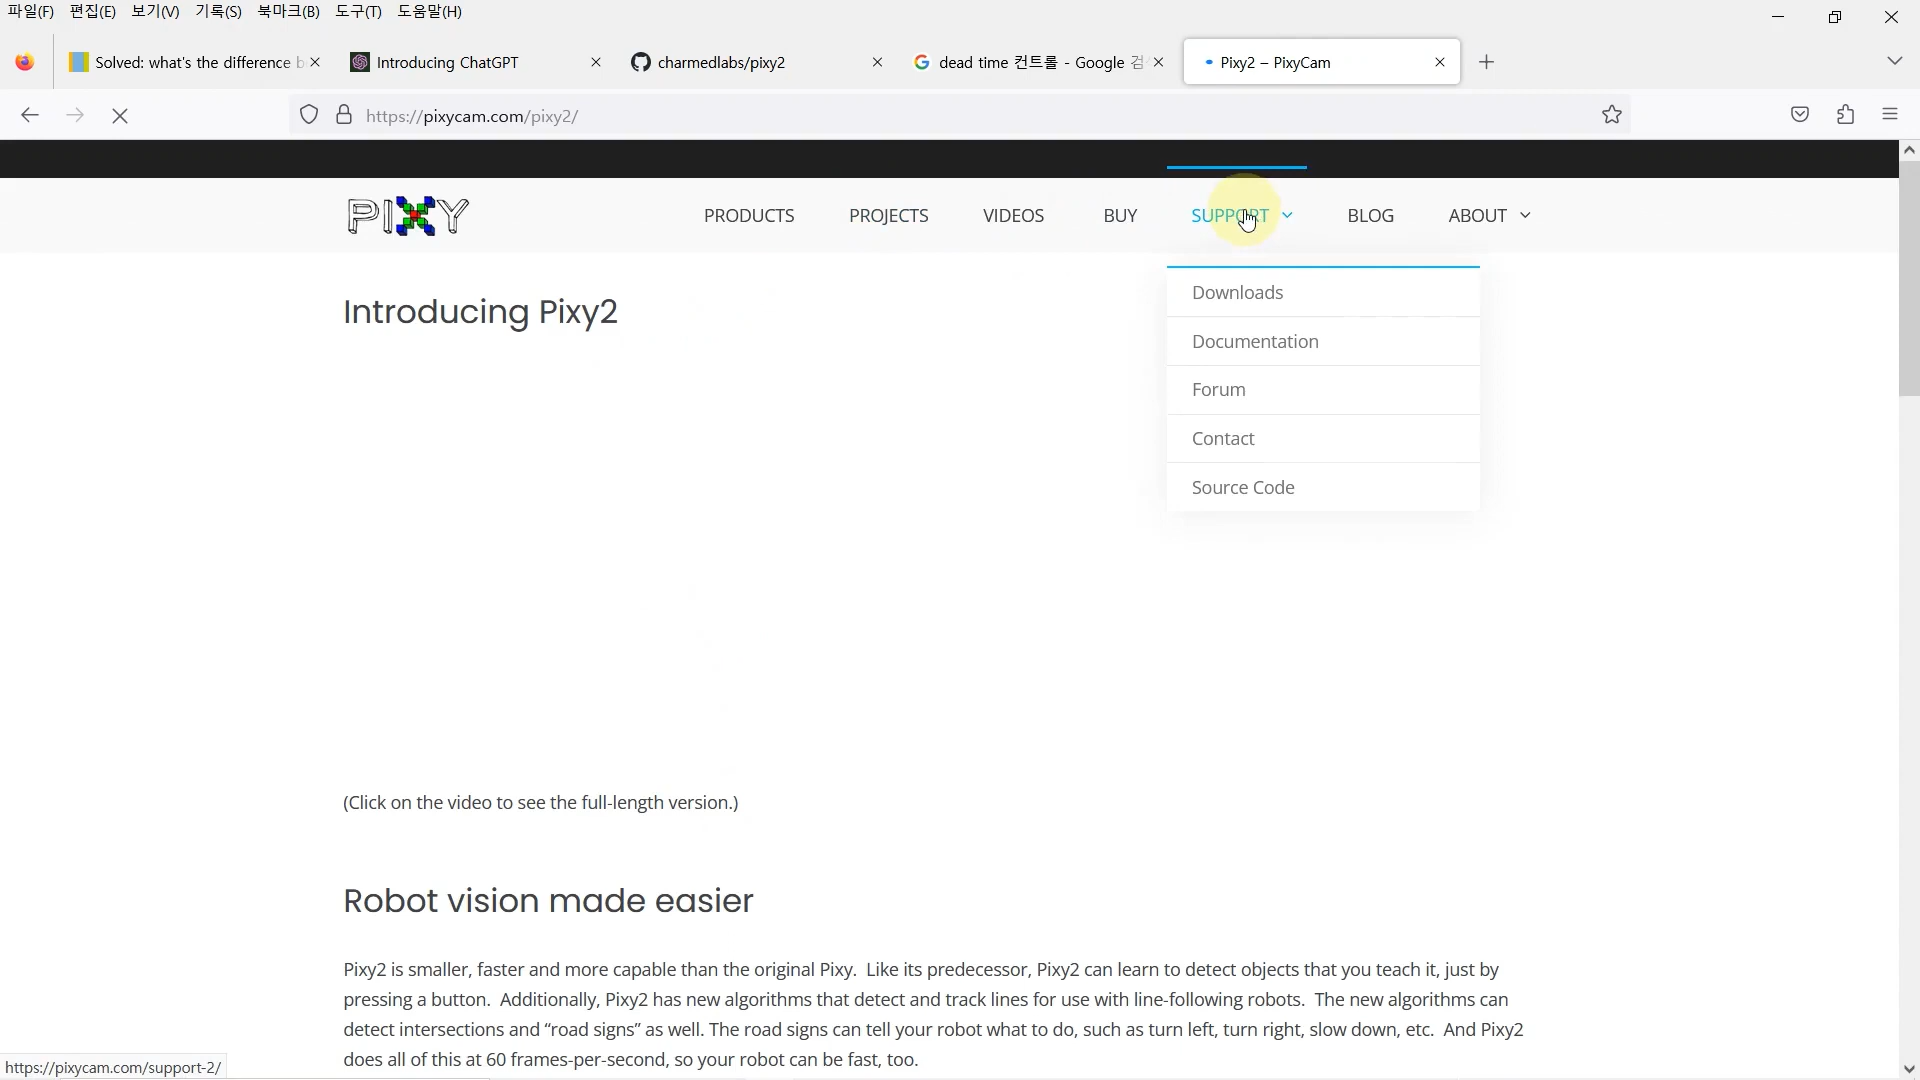 파일(F) 편집(E) 보기(V) 기록(S) 북마크(B) 도구(T) 도움말(H)
Solved: what's the difference b
Introducing ChatGPT
charmedlabs/pixy2
dead time 컨트롤 - Google 검
Pixy2 – PixyCam
https://pixycam.com/pixy2/
PIXY
PRODUCTS PROJECTS VIDEOS BUY SUPPORT BLOG ABOUT
Downloads
Documentation
Forum
Contact
Source Code
Introducing Pixy2
(Click on the video to see the full-length version.)
Robot vision made easier
Pixy2 is smaller, faster and more capable than the original Pixy. Like its predecessor, Pixy2 can learn to detect objects that you teach it, just by
pressing a button. Additionally, Pixy2 has new algorithms that detect and track lines for use with line-following robots. The new algorithms can
detect intersections and “road signs” as well. The road signs can tell your robot what to do, such as turn left, turn right, slow down, etc. And Pixy2
does all of this at 60 frames-per-second, so your robot can be fast, too.
https://pixycam.com/support-2/